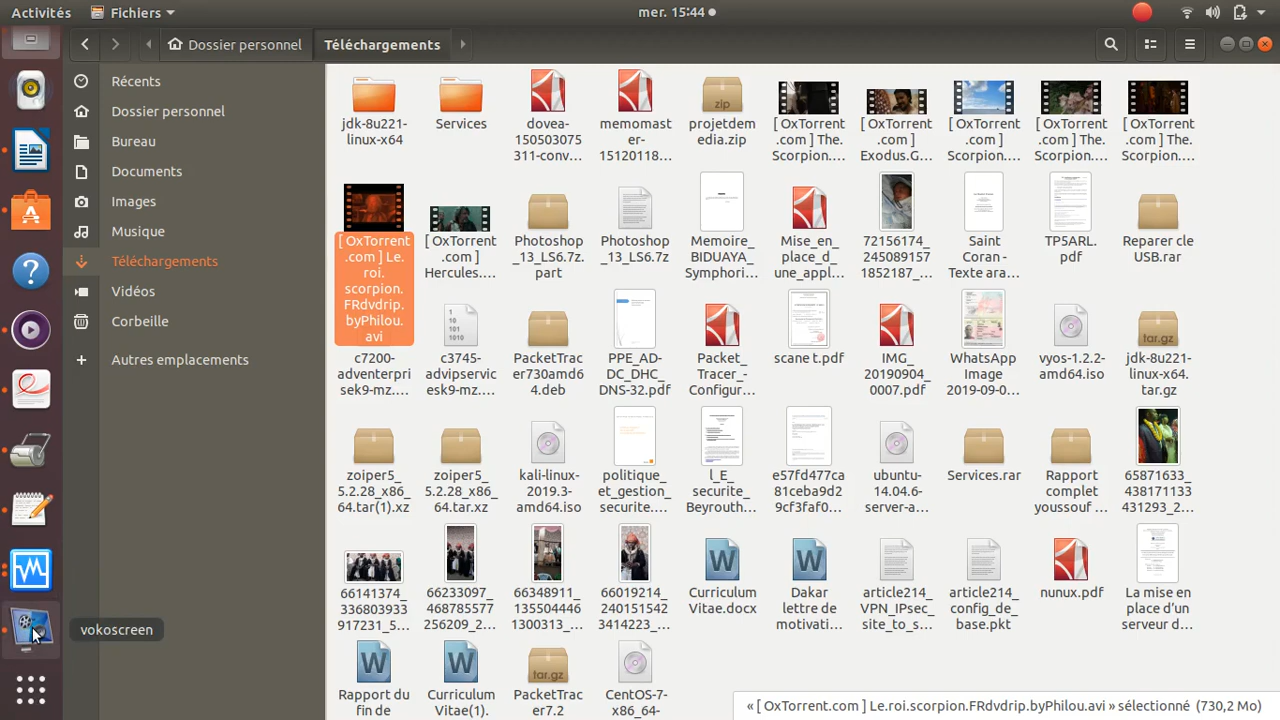 Activités
Fichiers
mer. 15:44
Dossier personnel
Téléchargements
Récents
Dossier personnel
Bureau
Documents
Images
Musique
Téléchargements
Vidéos
Corbeille
Autres emplacements
vokoscreen
jdk-8u221-
linux-x64
Services
dovea-
150503075
311-conv…
memomast
er-
15120118…
projetdem
media.zip
[ OxTorrent
.com ] The.
Scorpion.…
[ OxTorrent
.com ]
Exodus.G…
[ OxTorrent
.com ]
Scorpion.…
[ OxTorrent
.com ] The.
Scorpion.…
[ OxTorrent
.com ] The.
Scorpion.…
[ OxTorrent
.com ] Le.
roi.
scorpion.
FRdvdrip.
byPhilou.
avi
[ OxTorrent
.com ]
Hercules.…
Photoshop
_13_LS6.7z.
part
Photoshop
_13_LS6.7z
Memoire_
BIDUAYA_
Symphori…
Mise_en_
place_d_
une_appl…
72156174_
245089157
1851187_…
Saint
Coran -
Texte ara…
TP5ARL.
pdf
Reparer cle
USB.rar
c7200-
adventerpri
sek9-mz.…
c3745-
advipservic
esek9-mz.…
PacketTrac
er730amd6
4.deb
PPE_AD-
DC_DHC_
DNS-32.pdf
Packet_
Tracer_-
Configur…
scane t.pdf
IMG_
20190904_
0007.pdf
WhatsApp
Image
2019-09-0…
vyos-1.2.2-
amd64.iso
jdk-8u221-
linux-x64.
tar.gz
zoiper5_
5.2.28_x86_
64.tar(1).xz
zoiper5_
5.2.28_x86_
64.tar.xz
kali-linux-
2019.3-
amd64.iso
politique_
et_gestion_
securite.…
l_E_
securite_
Beyrouth…
e57fd477ca
81ceba9d2
9cf3faf0…
ubuntu-
14.04.6-
server-a…
Services.rar
Rapport
complet
youssouf …
65871633_
438171133
431293_2…
66141374_
336803933
917231_5…
66233097_
468785577
256209_2…
66348911_
135504446
1300313_…
66019214_
240151542
3414223_…
Curriculum
Vitae.docx
Dakar
lettre de
motivati…
article214_
VPN_IPsec_
site_to_s…
article214_
config_de_
base.pkt
nunux.pdf
La mise en
place d’un
serveur d…
Rapport du
fin de
Curriculum
Vitae(1).
PacketTrac
er7.2
CentOS-7-
x86_64-
« [ OxTorrent.com ] Le.roi.scorpion.FRdvdrip.byPhilou.avi » sélectionné (730,2 Mo)